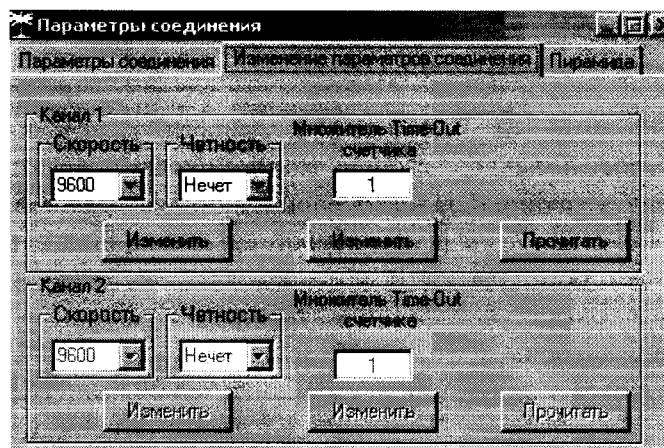 Параметры соединения
Параметры соединения Изменение параметров соединения Пирамида
Канал 1
Скорость Четность Множитель Time-Out счетчика
9600 Нечет 1
Изменить Изменить Прочитать
Канал 2
Скорость Четность Множитель Time-Out счетчика
9600 Нечет 1
Изменить Изменить Прочитать